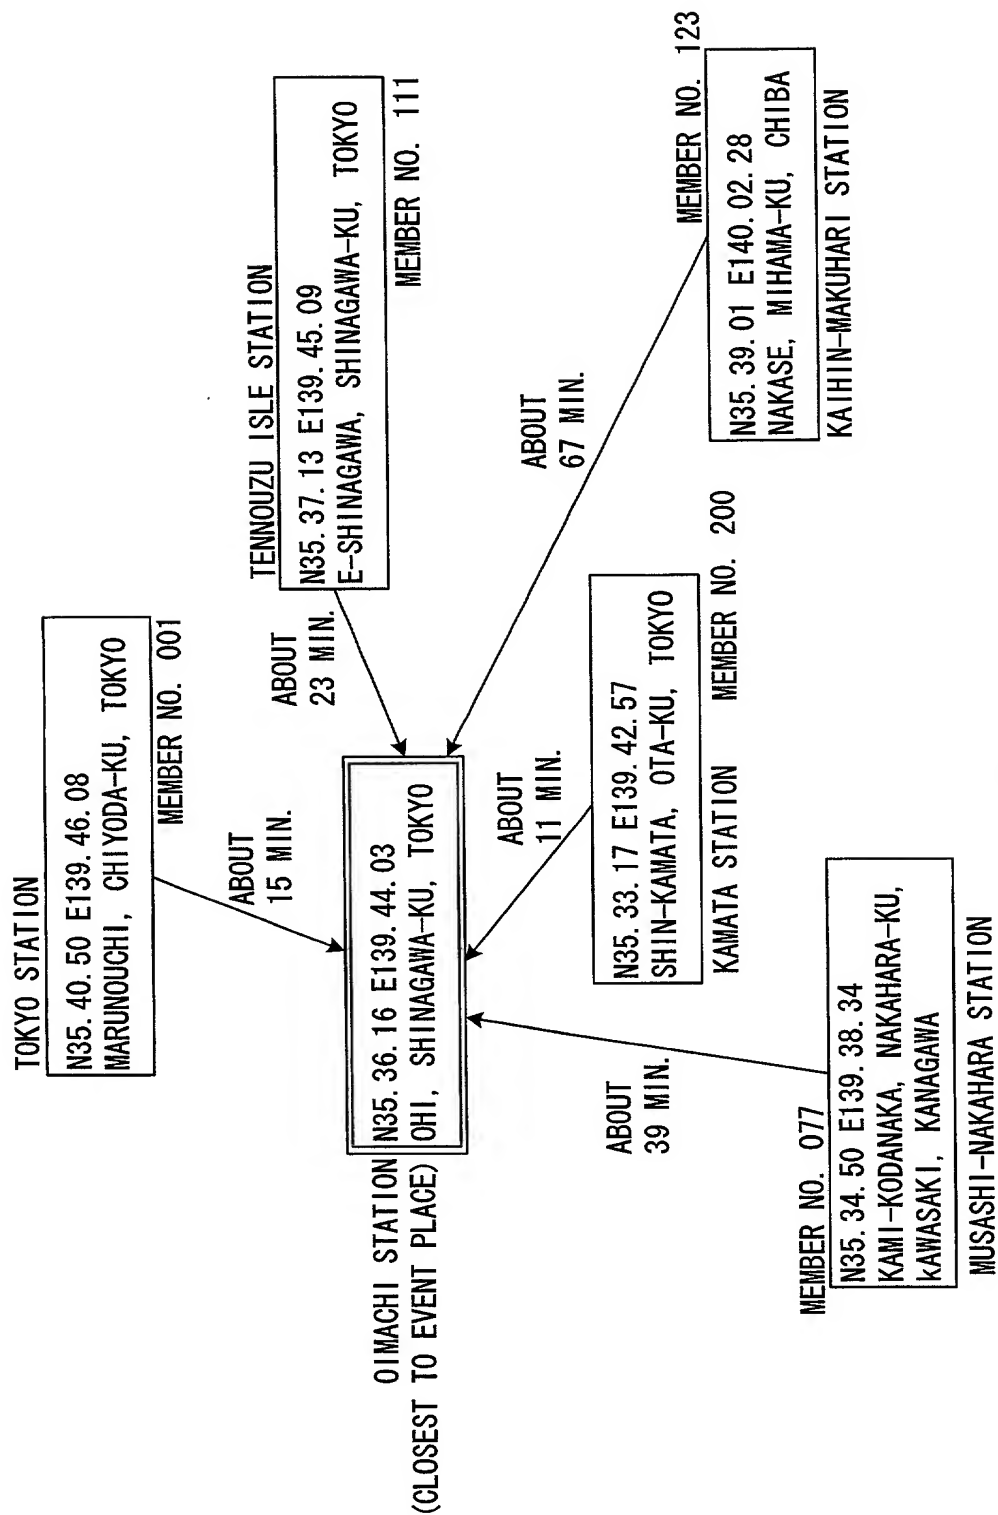 TOKYO STATION
N35.40.50 E139.46.08
MARUNOUCHI, CHIYODA-KU, TOKYO
MEMBER NO. 001
ABOUT
15 MIN.
TENNOUZU ISLE STATION
N35.37.13 E139.45.09
E-SHINAGAWA, SHINAGAWA-KU, TOKYO
MEMBER NO. 111
ABOUT
23 MIN.
OIMACHI STATION
(CLOSEST TO EVENT PLACE)
N35.36.16 E139.44.03
OHI, SHINAGAWA-KU, TOKYO
ABOUT
67 MIN.
MEMBER NO. 123
N35.39.01 E140.02.28
NAKASE, MIHAMA-KU, CHIBA
KAIHIN-MAKUHARI STATION
ABOUT
11 MIN.
N35.33.17 E139.42.57
SHIN-KAMATA, OTA-KU, TOKYO
KAMATA STATION
MEMBER NO. 200
ABOUT
39 MIN.
MEMBER NO. 077
N35.34.50 E139.38.34
KAMI-KODANAKA, NAKAHARA-KU,
kAWASAKI, KANAGAWA
MUSASHI-NAKAHARA STATION